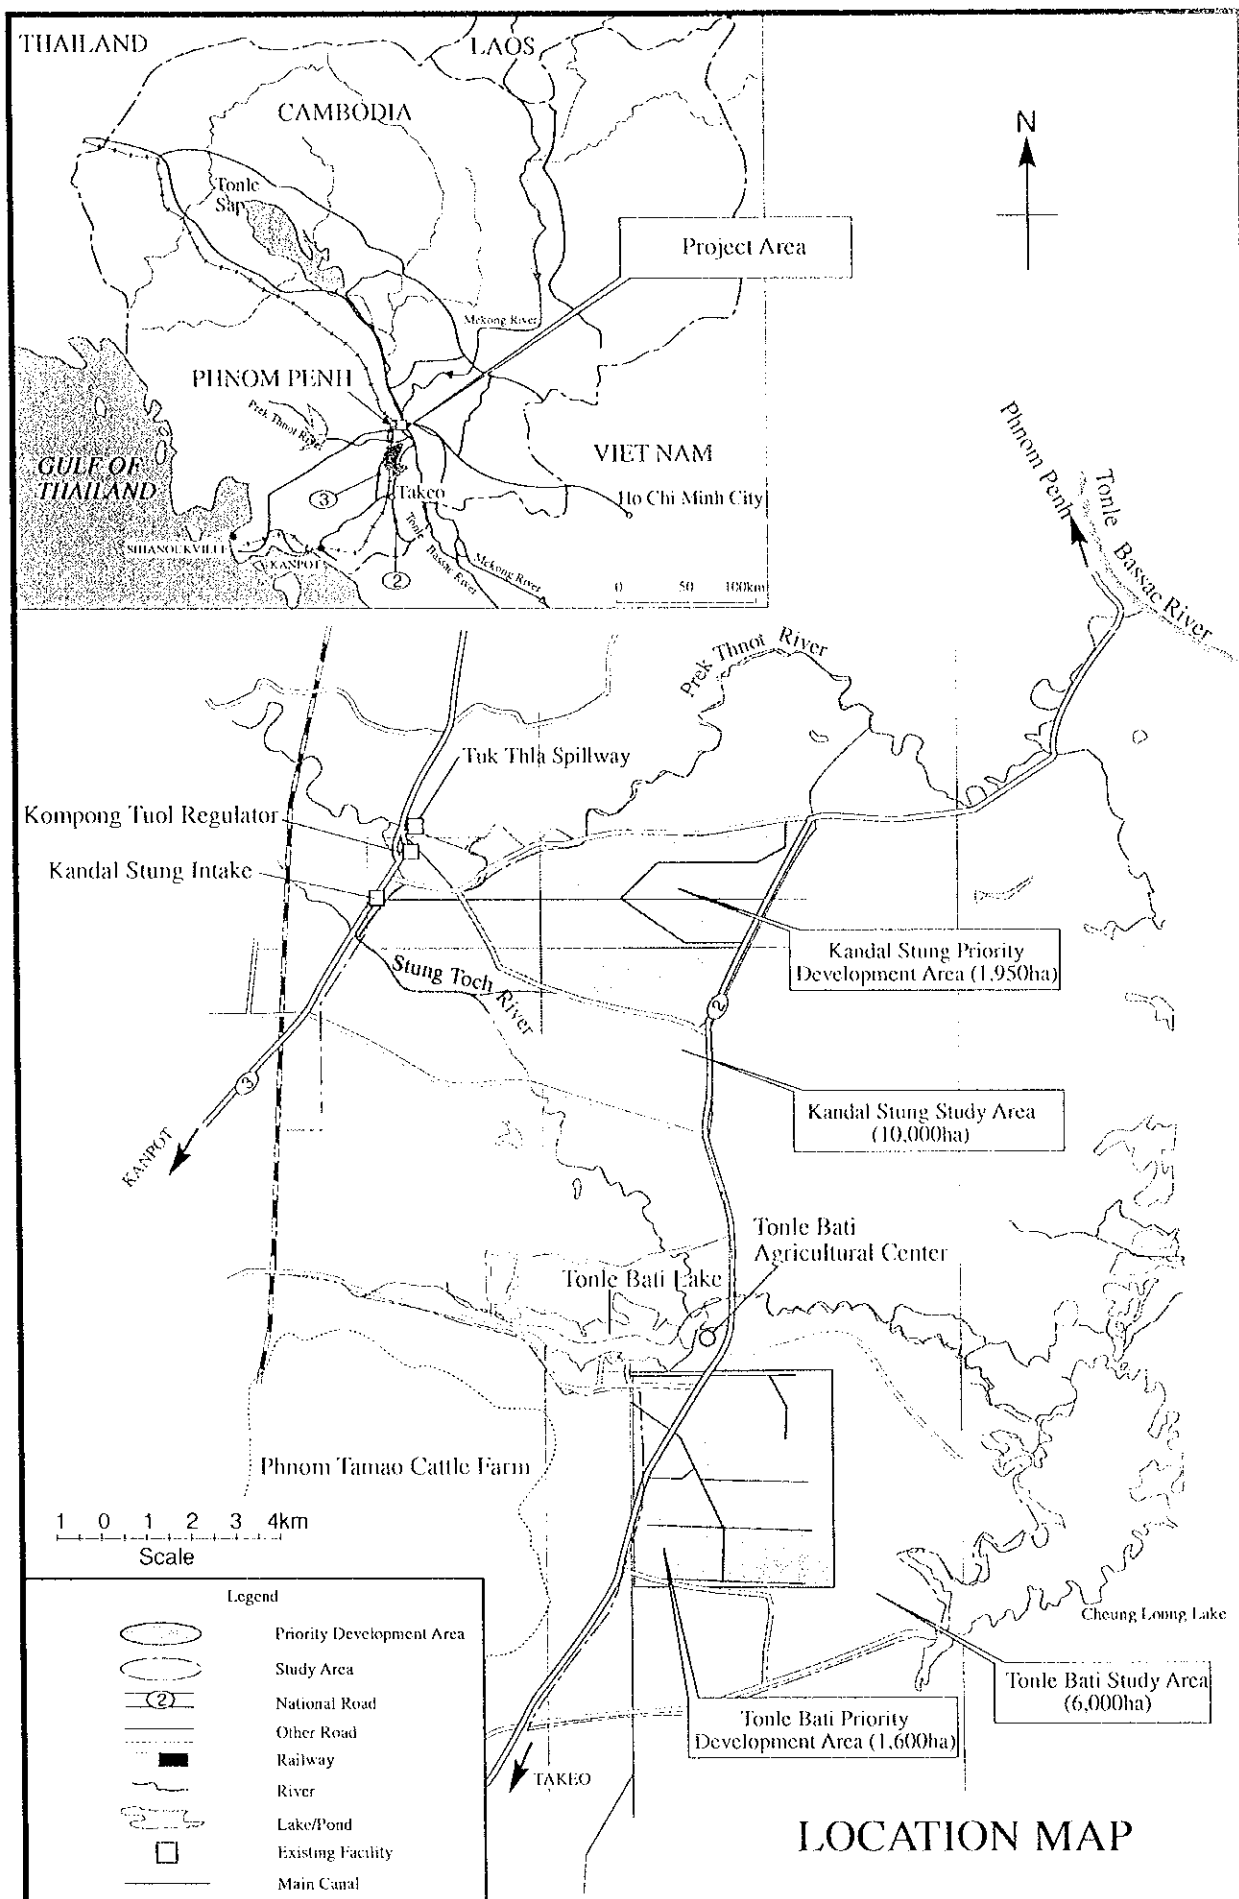 THAILAND
LAOS
CAMBODIA
N
Tonle
Sap
Project Area
Mekong River
PHNOM PENH
Prek Thnot River
VIET NAM
GULF OF
THAILAND
3
Takeo
Ho Chi Minh City
SIHANOUKVILLE
KANPOT
Tonle Bassac River
Mekong River
2
0 50 100km
Phnom Penh
Tonle Bassac River
Prek Thnot River
Tuk Thla Spillway
Kompong Tuol Regulator
Kandal Stung Intake
Kandal Stung Priority
Development Area (1,950ha)
Stung Toch River
2
3
KANPOT
Kandal Stung Study Area
(10,000ha)
Tonle Bati
Agricultural Center
Tonle Bati Lake
Phnom Tamao Cattle Farm
1 0 1 2 3 4km
Scale
Cheung Loung Lake
Tonle Bati Study Area
(6,000ha)
Tonle Bati Priority
Development Area (1,600ha)
TAKEO
Legend
Priority Development Area
Study Area
2 National Road
Other Road
Railway
River
Lake/Pond
Existing Facility
Main Canal
LOCATION MAP